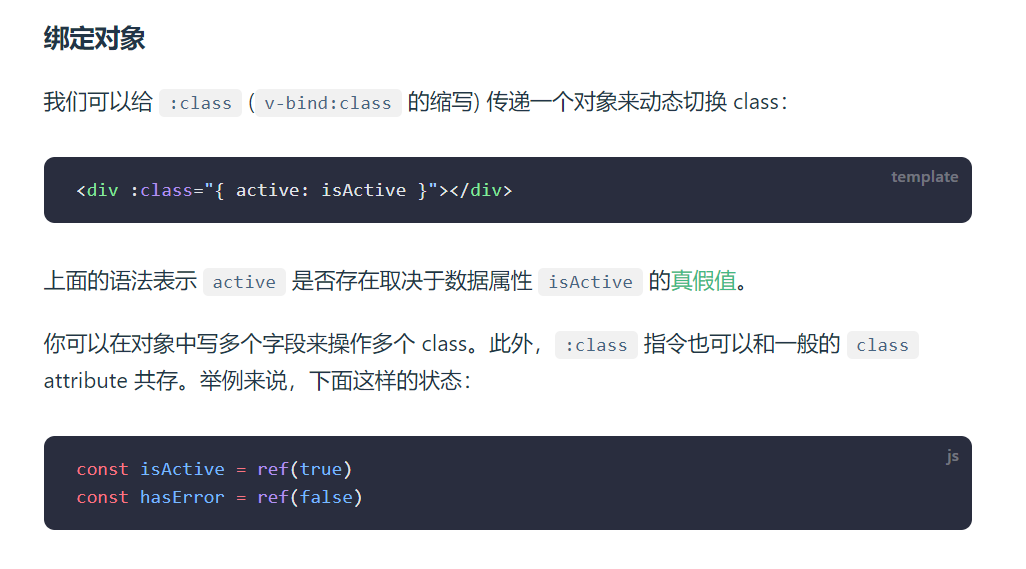 绑定对象
我们可以给 :class (v-bind:class 的缩写) 传递一个对象来动态切换 class：
template
<div :class="{ active: isActive }"></div>
上面的语法表示 active 是否存在取决于数据属性 isActive 的真假值。
你可以在对象中写多个字段来操作多个 class。此外，:class 指令也可以和一般的 class
attribute 共存。举例来说，下面这样的状态：
js
const isActive = ref(true)
const hasError = ref(false)